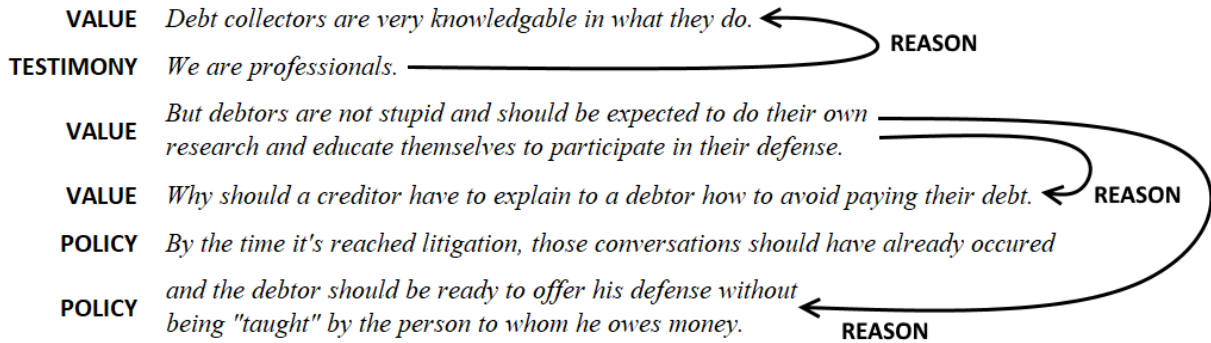 VALUE Debt collectors are very knowledgable in what they do.
REASON
TESTIMONY We are professionals.
VALUE But debtors are not stupid and should be expected to do their own
research and educate themselves to participate in their defense.
VALUE Why should a creditor have to explain to a debtor how to avoid paying their debt.
REASON
POLICY By the time it's reached litigation, those conversations should have already occured
POLICY and the debtor should be ready to offer his defense without
being "taught" by the person to whom he owes money.
REASON